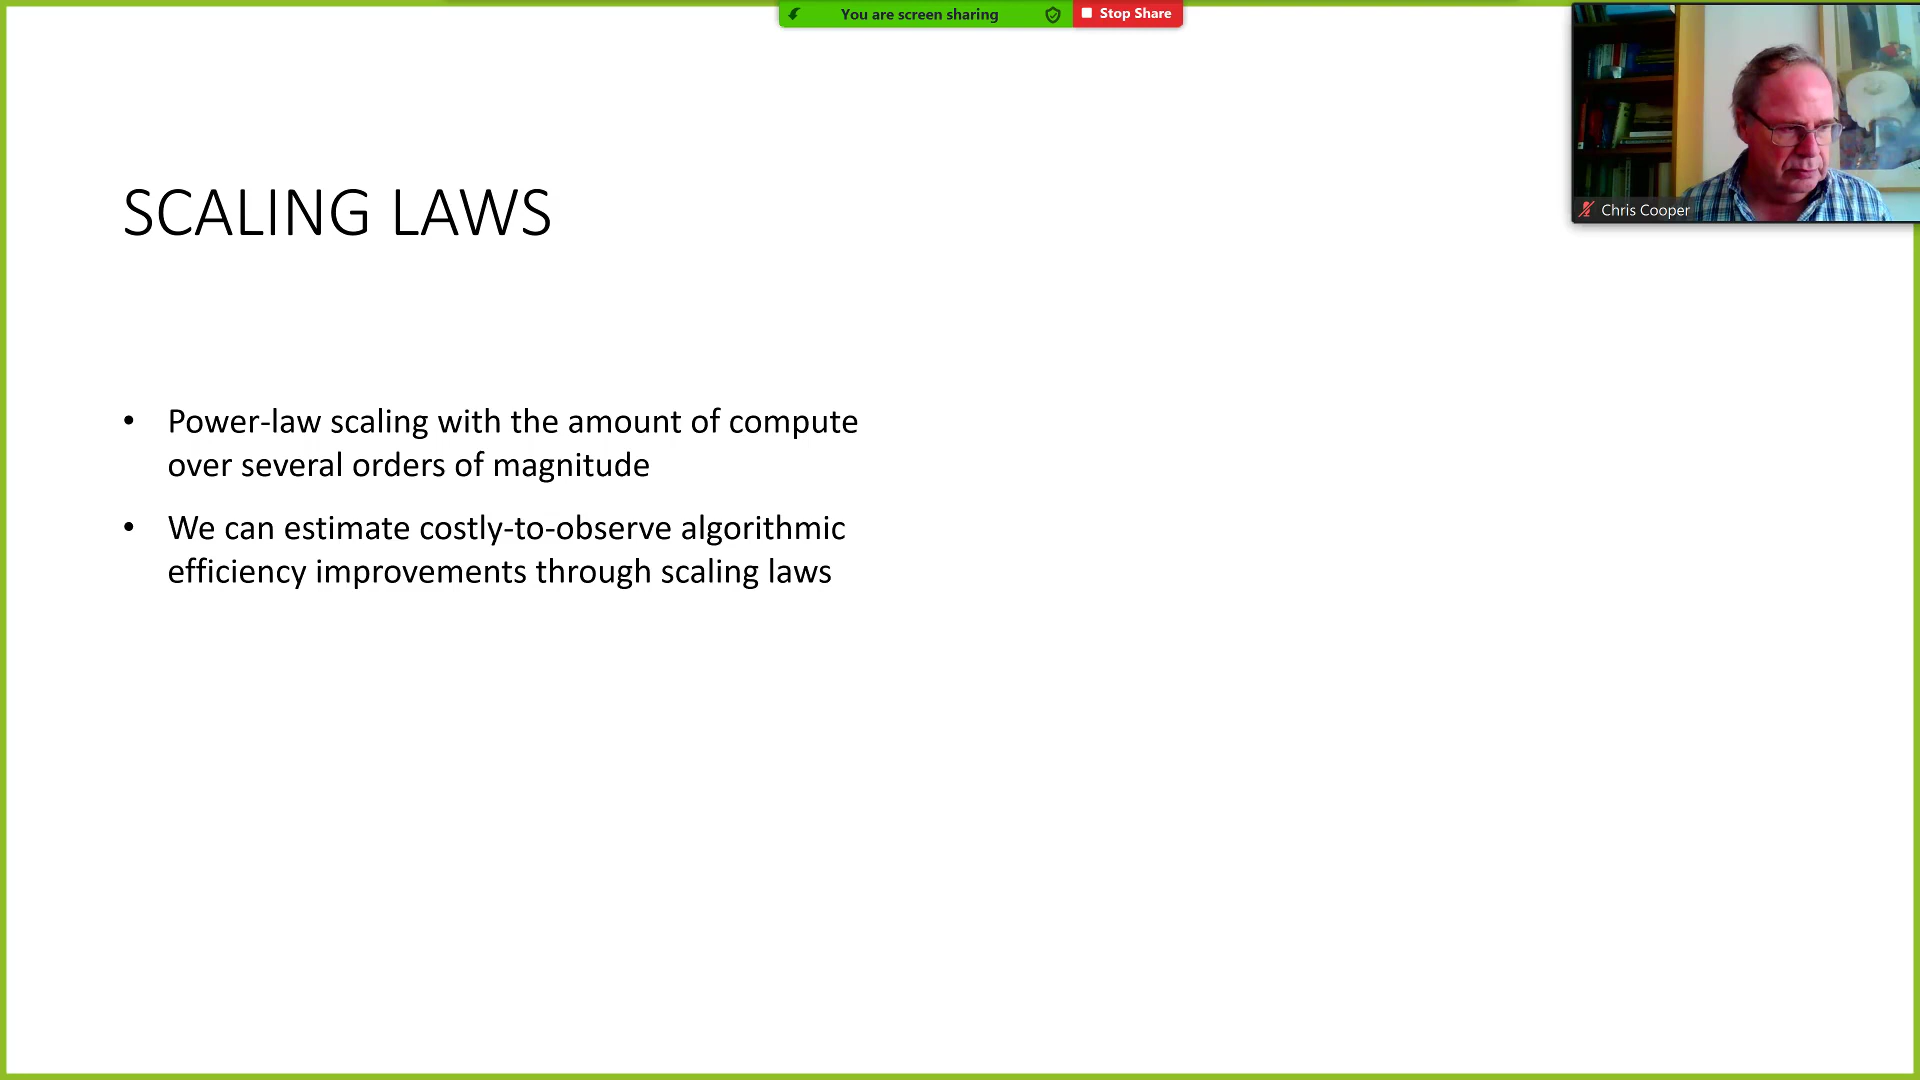 You are screen sharing
Stop Share
Chris Cooper
SCALING LAWS
• Power-law scaling with the amount of compute
over several orders of magnitude
• We can estimate costly-to-observe algorithmic
efficiency improvements through scaling laws